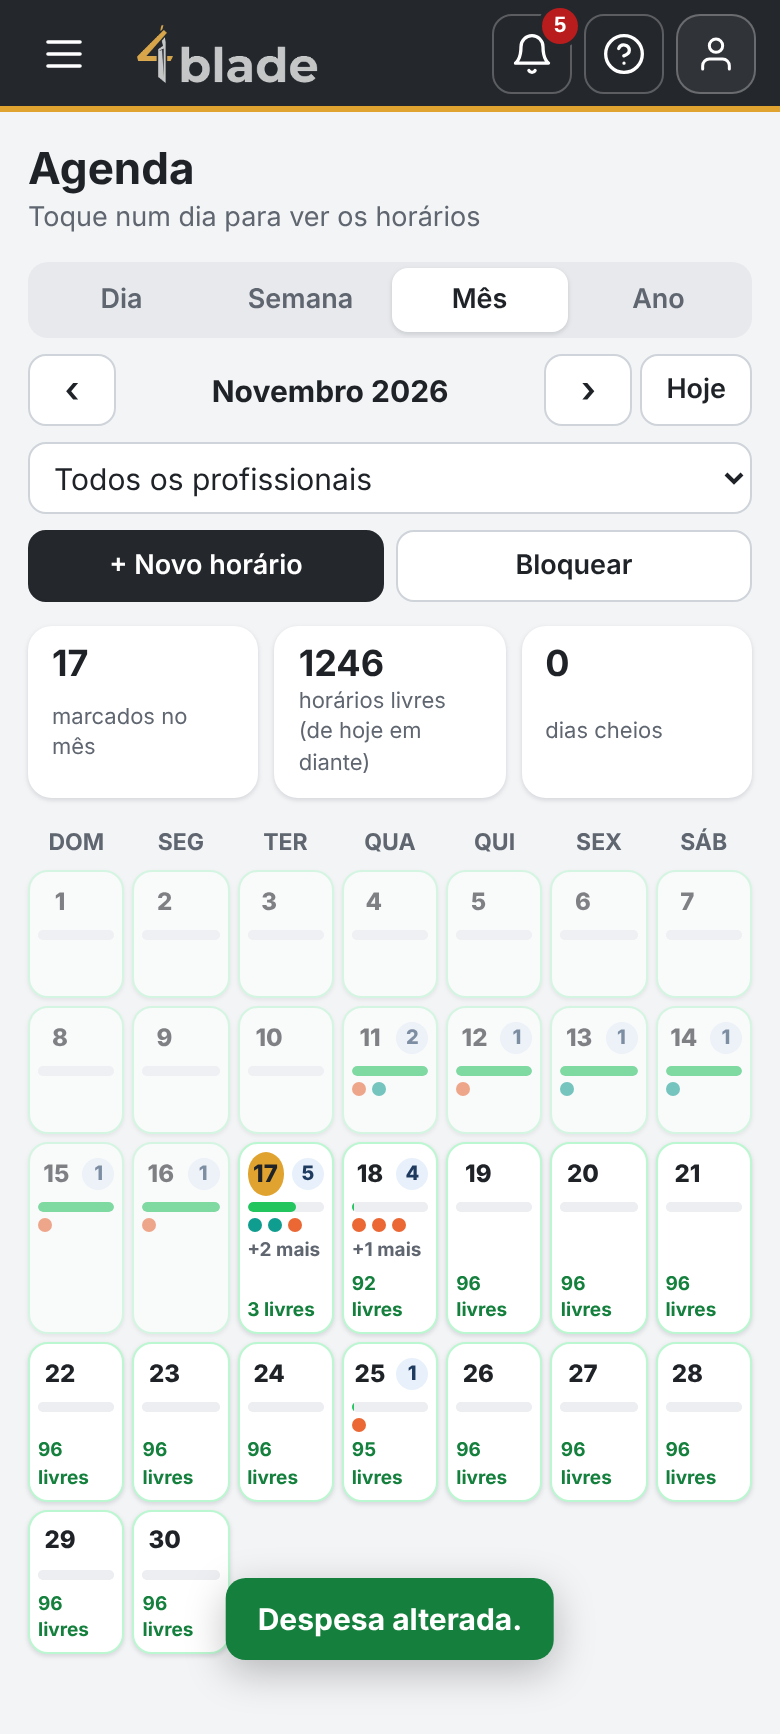 4blade
5
Agenda
Toque num dia para ver os horários
Dia Semana Mês Ano
‹ Novembro 2026 › Hoje
Todos os profissionais
+ Novo horário Bloquear
17 1246 0
marcados no mês
horários livres (de hoje em diante)
dias cheios
DOM SEG TER QUA QUI SEX SÁB
1 2 3 4 5 6 7
8 9 10 11 2 12 1 13 1 14 1
15 1 16 1 17 5 18 4 19 20 21
+2 mais +1 mais
3 livres 92 livres 96 livres 96 livres 96 livres
22 23 24 25 1 26 27 28
96 livres 96 livres 96 livres 95 livres 96 livres 96 livres 96 livres
29 30
96 livres 96 livres
Despesa alterada.